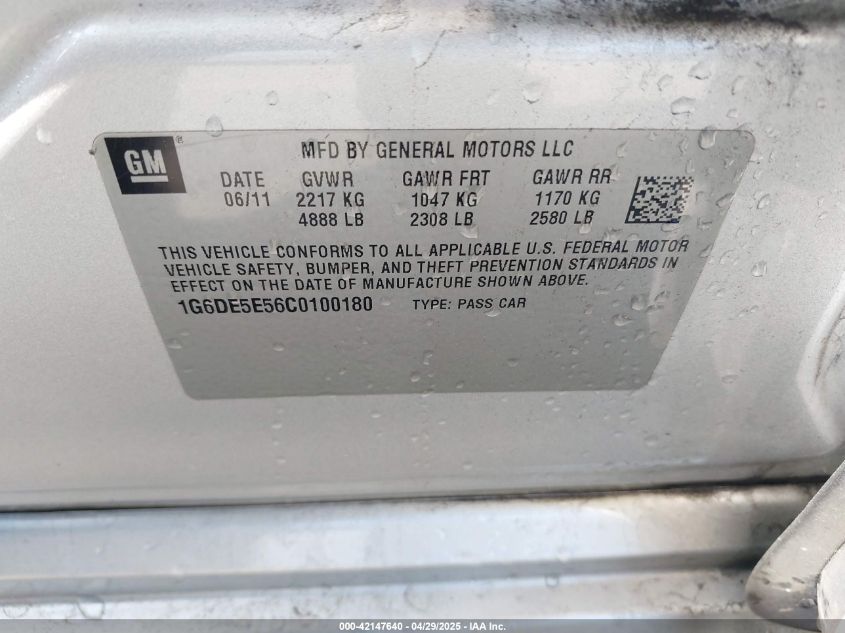 GM ®
MFD BY GENERAL MOTORS LLC
DATE GVWR GAWR FRT GAWR RR
06/11 2217 KG 1047 KG 1170 KG
4888 LB 2308 LB 2580 LB
THIS VEHICLE CONFORMS TO ALL APPLICABLE U.S. FEDERAL MOTOR
VEHICLE SAFETY, BUMPER, AND THEFT PREVENTION STANDARDS IN
EFFECT ON THE DATE OF MANUFACTURE SHOWN ABOVE.
1G6DE5E56C0100180 TYPE: PASS CAR
000-42147640 - 04/29/2025 - IAA Inc.